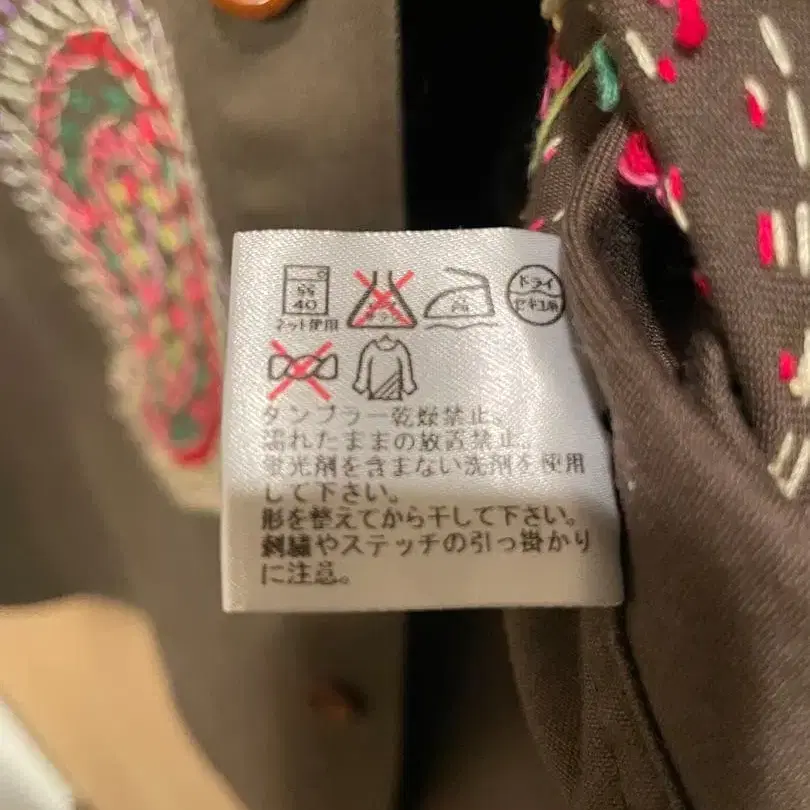 弱 40
ネット使用
中
ドライ
セキユ系
タンブラー乾燥禁止。
濡れたままの放置禁止。
蛍光剤を含まない洗剤を使用
して下さい。
形を整えてから干して下さい。
刺繍やステッチの引っ掛かり
に注意。